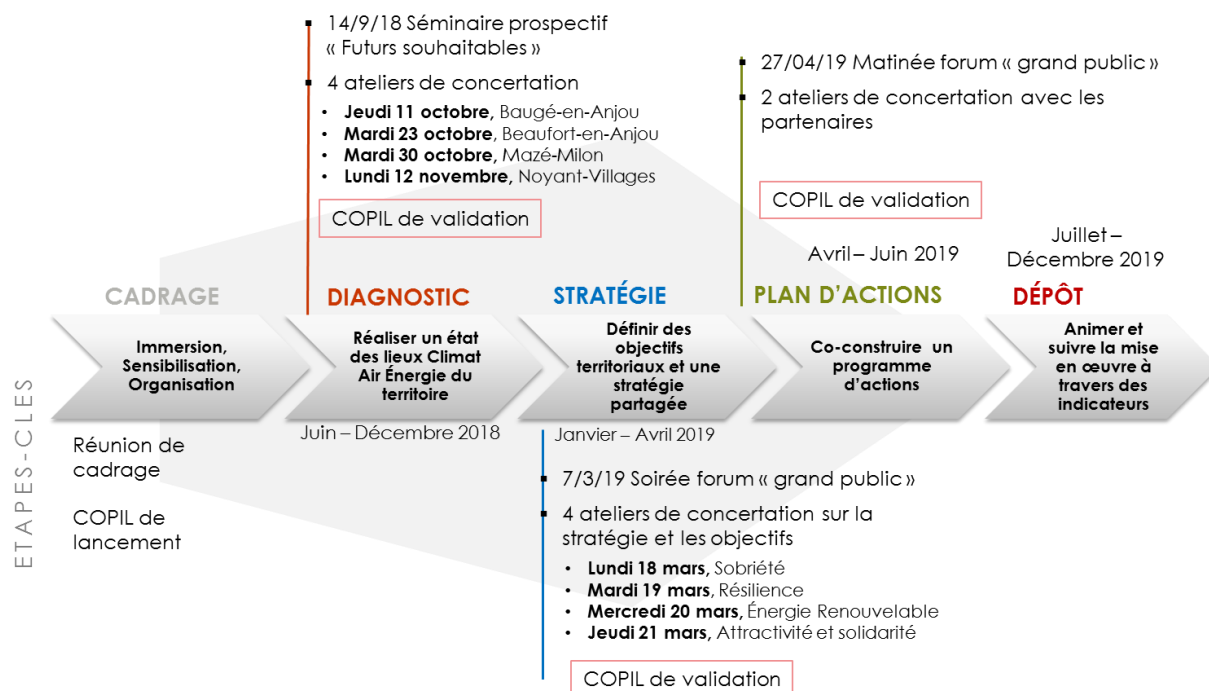 14/9/18 Séminaire prospectif
« Futurs souhaitables »
4 ateliers de concertation
Jeudi 11 octobre, Baugé-en-Anjou
Mardi 23 octobre, Beaufort-en-Anjou
Mardi 30 octobre, Mazé-Milon
Lundi 12 novembre, Noyant-Villages
COPIL de validation
27/04/19 Matinée forum « grand public »
2 ateliers de concertation avec les
partenaires
COPIL de validation
Avril – Juin 2019
Juillet –
Décembre 2019
CADRAGE
DIAGNOSTIC
STRATÉGIE
PLAN D’ACTIONS
DÉPÔT
Immersion,
Sensibilisation,
Organisation
Réaliser un état
des lieux Climat
Air Énergie du
territoire
Définir des
objectifs
territoriaux et une
stratégie
partagée
Co-construire un
programme
d’actions
Animer et
suivre la mise
en œuvre à
travers des
indicateurs
ETAPES-CLES
Réunion de
cadrage
COPIL de
lancement
Juin – Décembre 2018
Janvier – Avril 2019
7/3/19 Soirée forum « grand public »
4 ateliers de concertation sur la
stratégie et les objectifs
Lundi 18 mars, Sobriété
Mardi 19 mars, Résilience
Mercredi 20 mars, Énergie Renouvelable
Jeudi 21 mars, Attractivité et solidarité
COPIL de validation